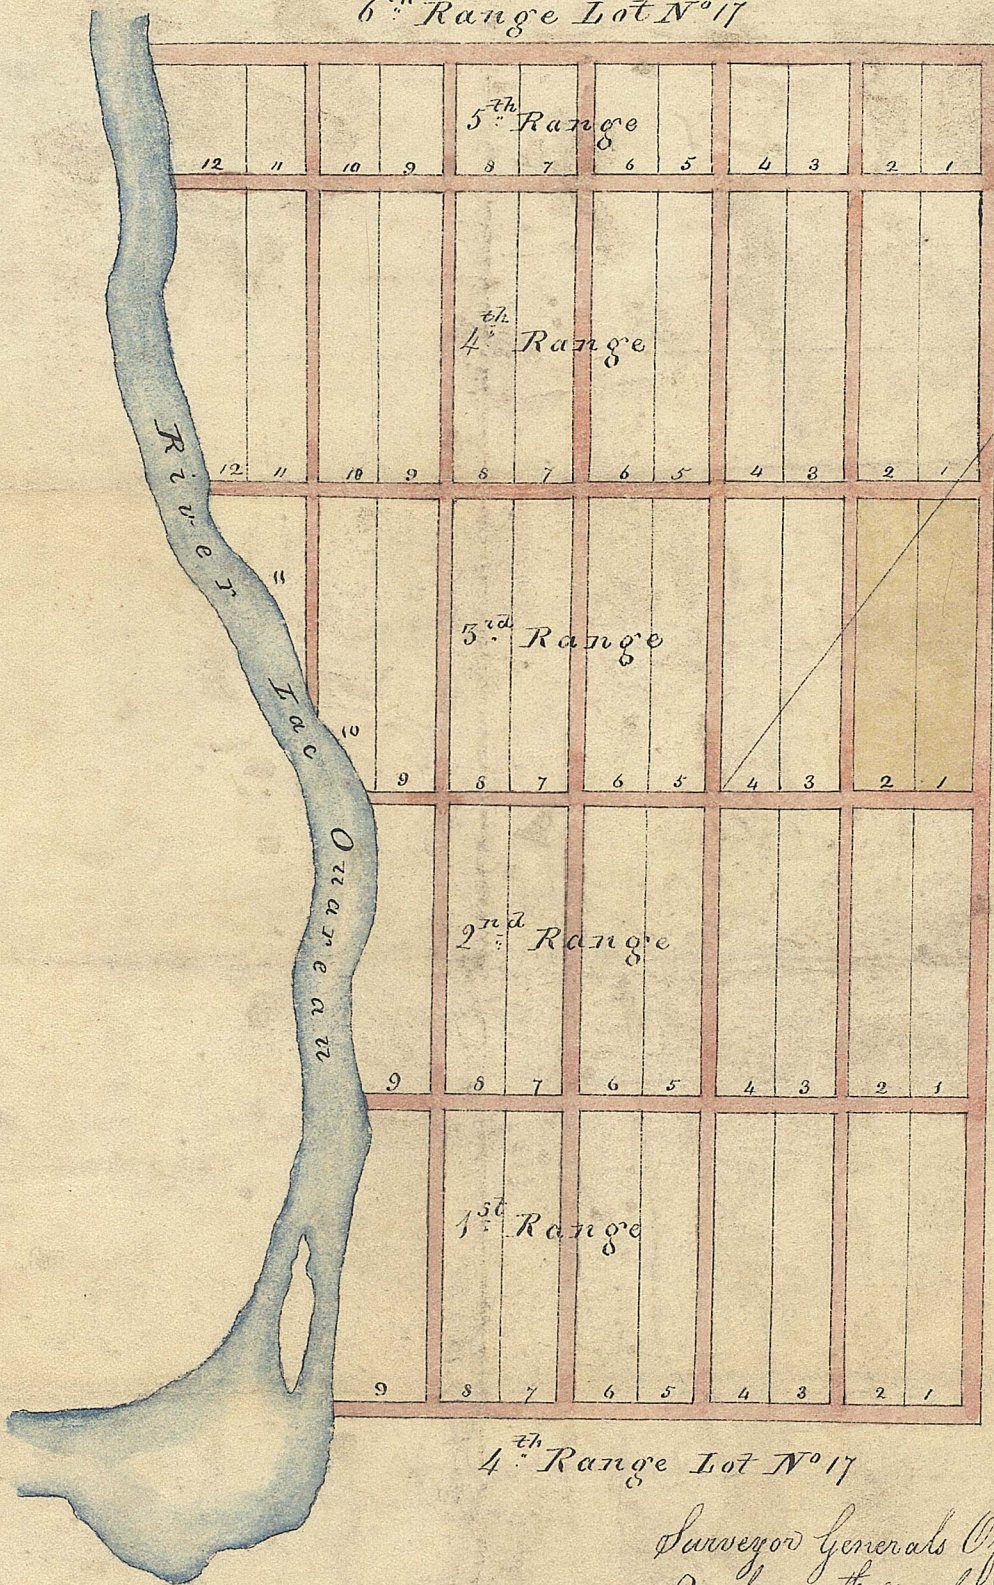 6th Range Lot No 17
5th Range
12 11 10 9 8 7 6 5 4 3 2 1
4th Range
12 11 10 9 8 7 6 5 4 3 2 1
11
3rd Range
10
9 8 7 6 5 4 3 2 1
2nd Range
9 8 7 6 5 4 3 2 1
1st Range
9 8 7 6 5 4 3 2 1
River Lac Ouareau
4th Range Lot No 17
Surveyor Generals